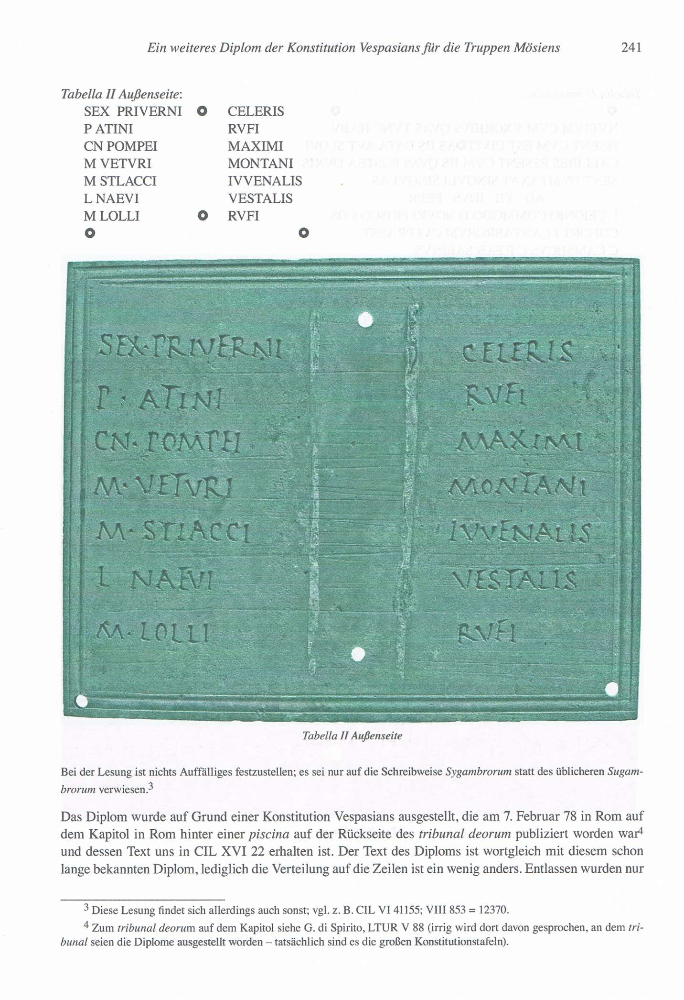 Ein weiteres Diplom der Konstitution Vespasians für die Truppen Mösiens 241
Tabella II Außenseite:
SEX PRIVERNI CELERIS
P ATINI RVFI
CN POMPEI MAXIMI
M VETVRI MONTANI
M STLACCI IVVENALIS
L NAEVI VESTALIS
M LOLLI RVFI
SEX·PRIVERNI CELERIS
P · ATINI RVFI
CN· POMPEI MAXIMI
M· VETVRI MONTANI
M· STLACCI IVVENALIS
L NAEVI VESTALIS
M· LOLLI RVFI
Tabella II Außenseite
Bei der Lesung ist nichts Auffälliges festzustellen; es sei nur auf die Schreibweise Sygambrorum statt des üblicheren Sugam-
brorum verwiesen.3
Das Diplom wurde auf Grund einer Konstitution Vespasians ausgestellt, die am 7. Februar 78 in Rom auf
dem Kapitol in Rom hinter einer piscina auf der Rückseite des tribunal deorum publiziert worden war4
und dessen Text uns in CIL XVI 22 erhalten ist. Der Text des Diploms ist wortgleich mit diesem schon
lange bekannten Diplom, lediglich die Verteilung auf die Zeilen ist ein wenig anders. Entlassen wurden nur
3 Diese Lesung findet sich allerdings auch sonst; vgl. z. B. CIL VI 41155; VIII 853 = 12370.
4 Zum tribunal deorum auf dem Kapitol siehe G. di Spirito, LTUR V 88 (irrig wird dort davon gesprochen, an dem tri-
bunal seien die Diplome ausgestellt worden – tatsächlich sind es die großen Konstitutionstafeln).